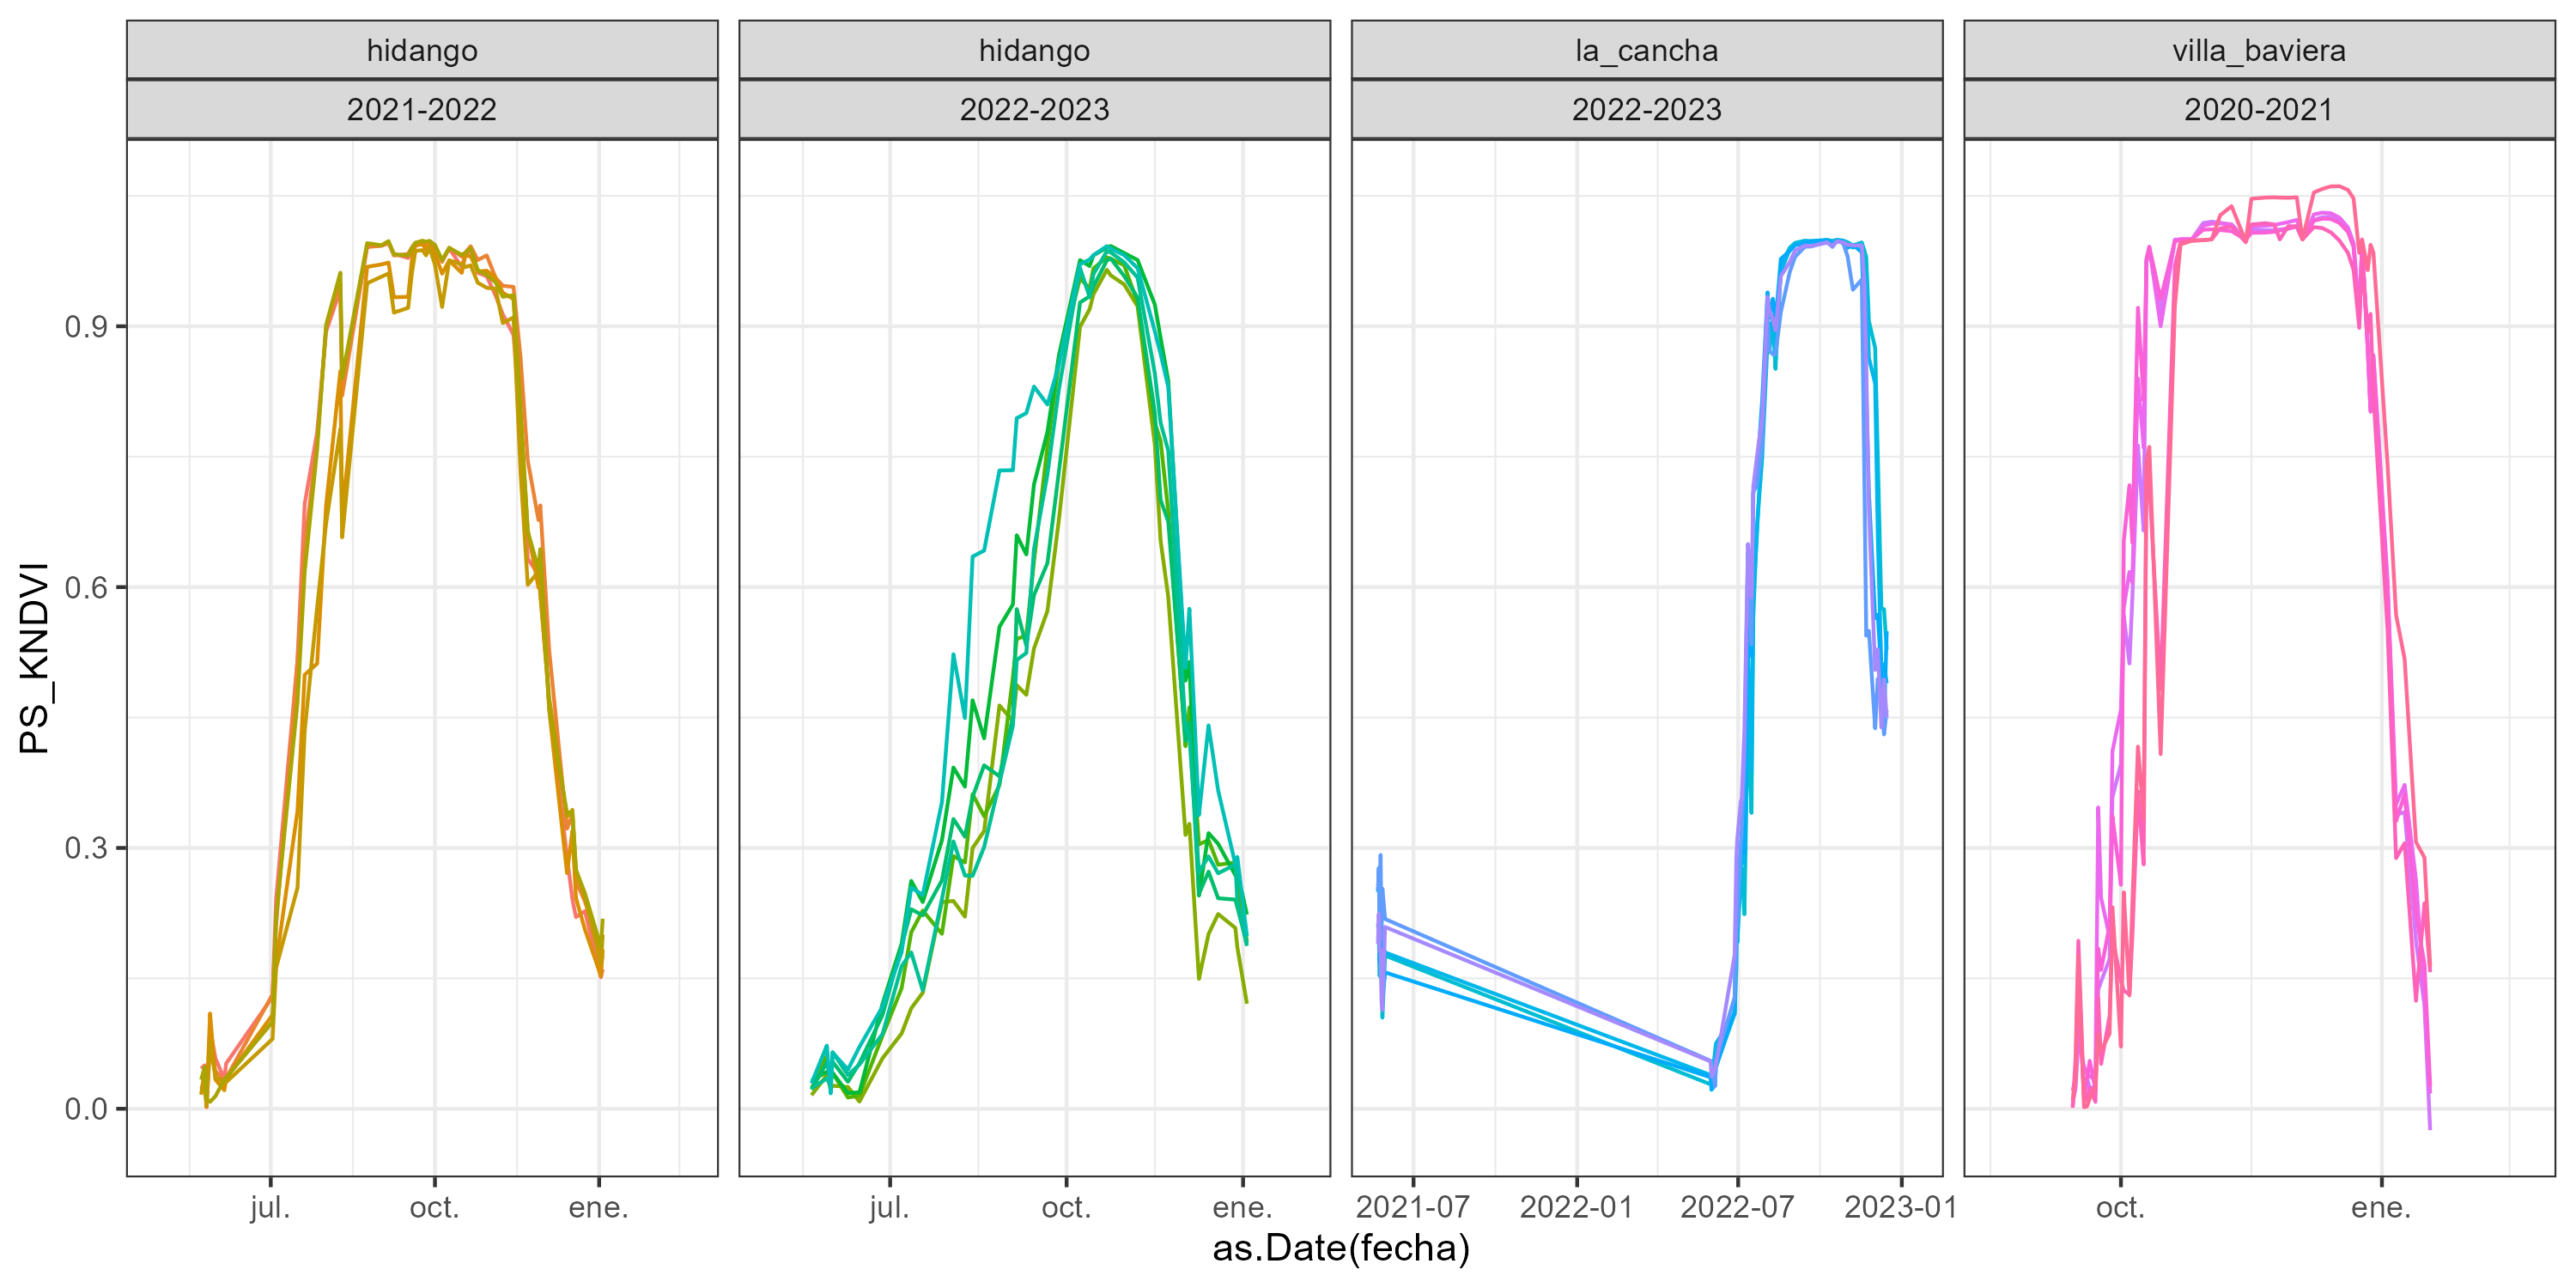 hidango
2021-2022
hidango
2022-2023
la_cancha
2022-2023
villa_baviera
2020-2021
PS_KNDVI
0.9
0.6
0.3
0.0
jul.
oct.
ene.
jul.
oct.
ene.
2021-07
2022-01
2022-07
2023-01
oct.
ene.
as.Date(fecha)